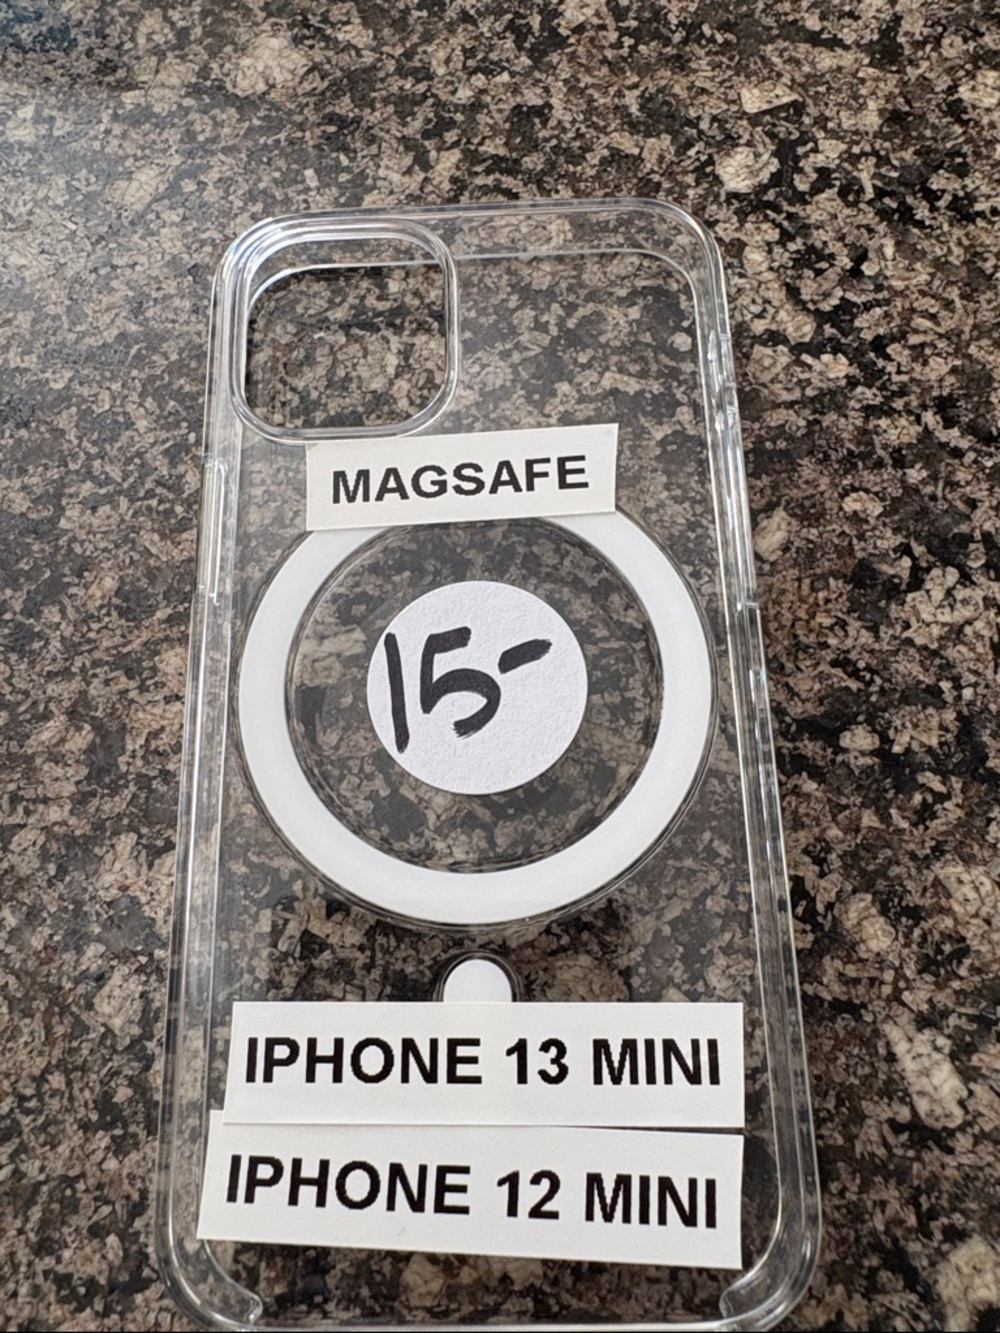 MAGSAFE
15-
IPHONE 13 MINI
IPHONE 12 MINI